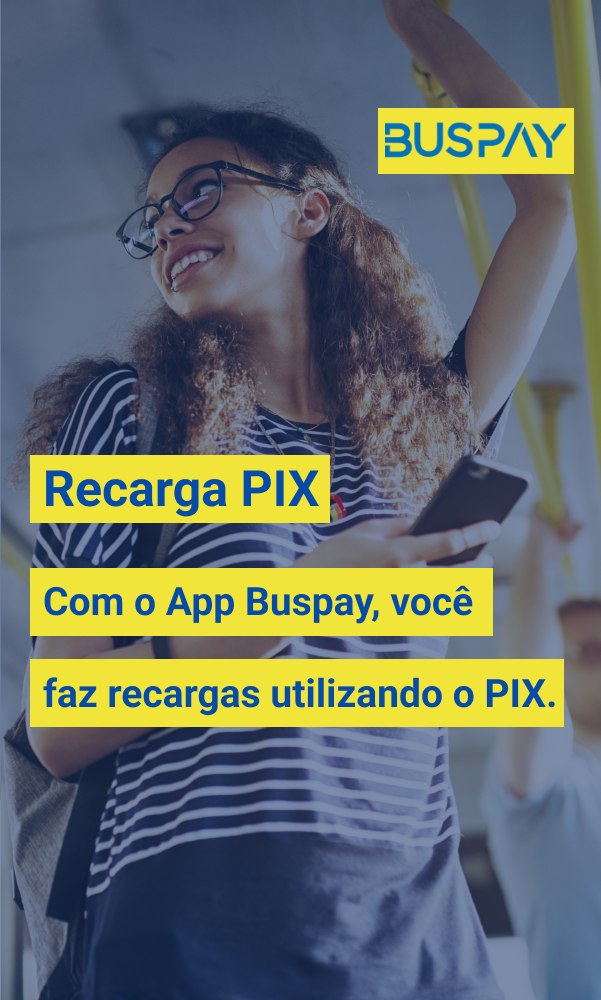 BUSPAY
Recarga PIX
Com o App Buspay, você
faz recargas utilizando o PIX.